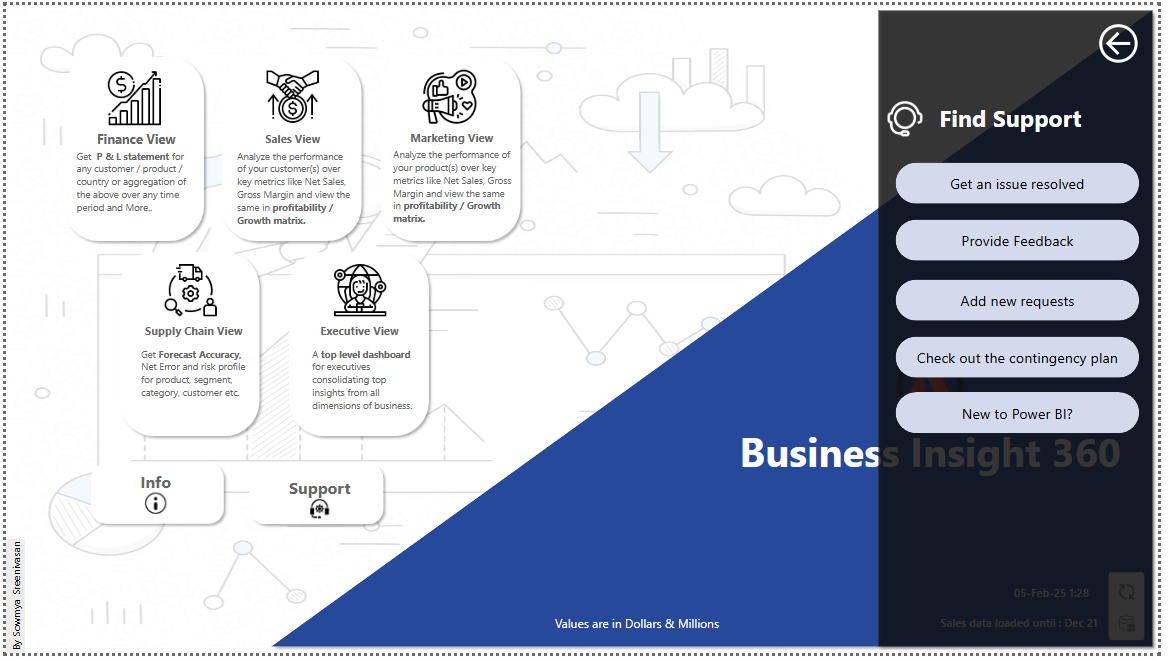 Finance View
Get P & L statement for
any customer / product /
country or aggregation of
the above over any time
period and More..
Sales View
Analyze the performance
of your customer(s) over
key metrics like Net Sales,
Gross Margin and view the
same in profitability /
Growth matrix.
Marketing View
Analyze the performance of
your product(s) over key
metrics like Net Sales, Gross
Margin and view the same
in profitability / Growth
matrix.
Supply Chain View
Get Forecast Accuracy,
Net Error and risk profile
for product, segment,
category, customer etc.
Executive View
A top level dashboard
for executives
consolidating top
insights from all
dimensions of business.
Info
Support
Find Support
Get an issue resolved
Provide Feedback
Add new requests
Check out the contingency plan
New to Power BI?
Business Insight 360
05-Feb-25 1:28
Sales data loaded until : Dec 21
Values are in Dollars & Millions
By Sowmya Sreenivasan